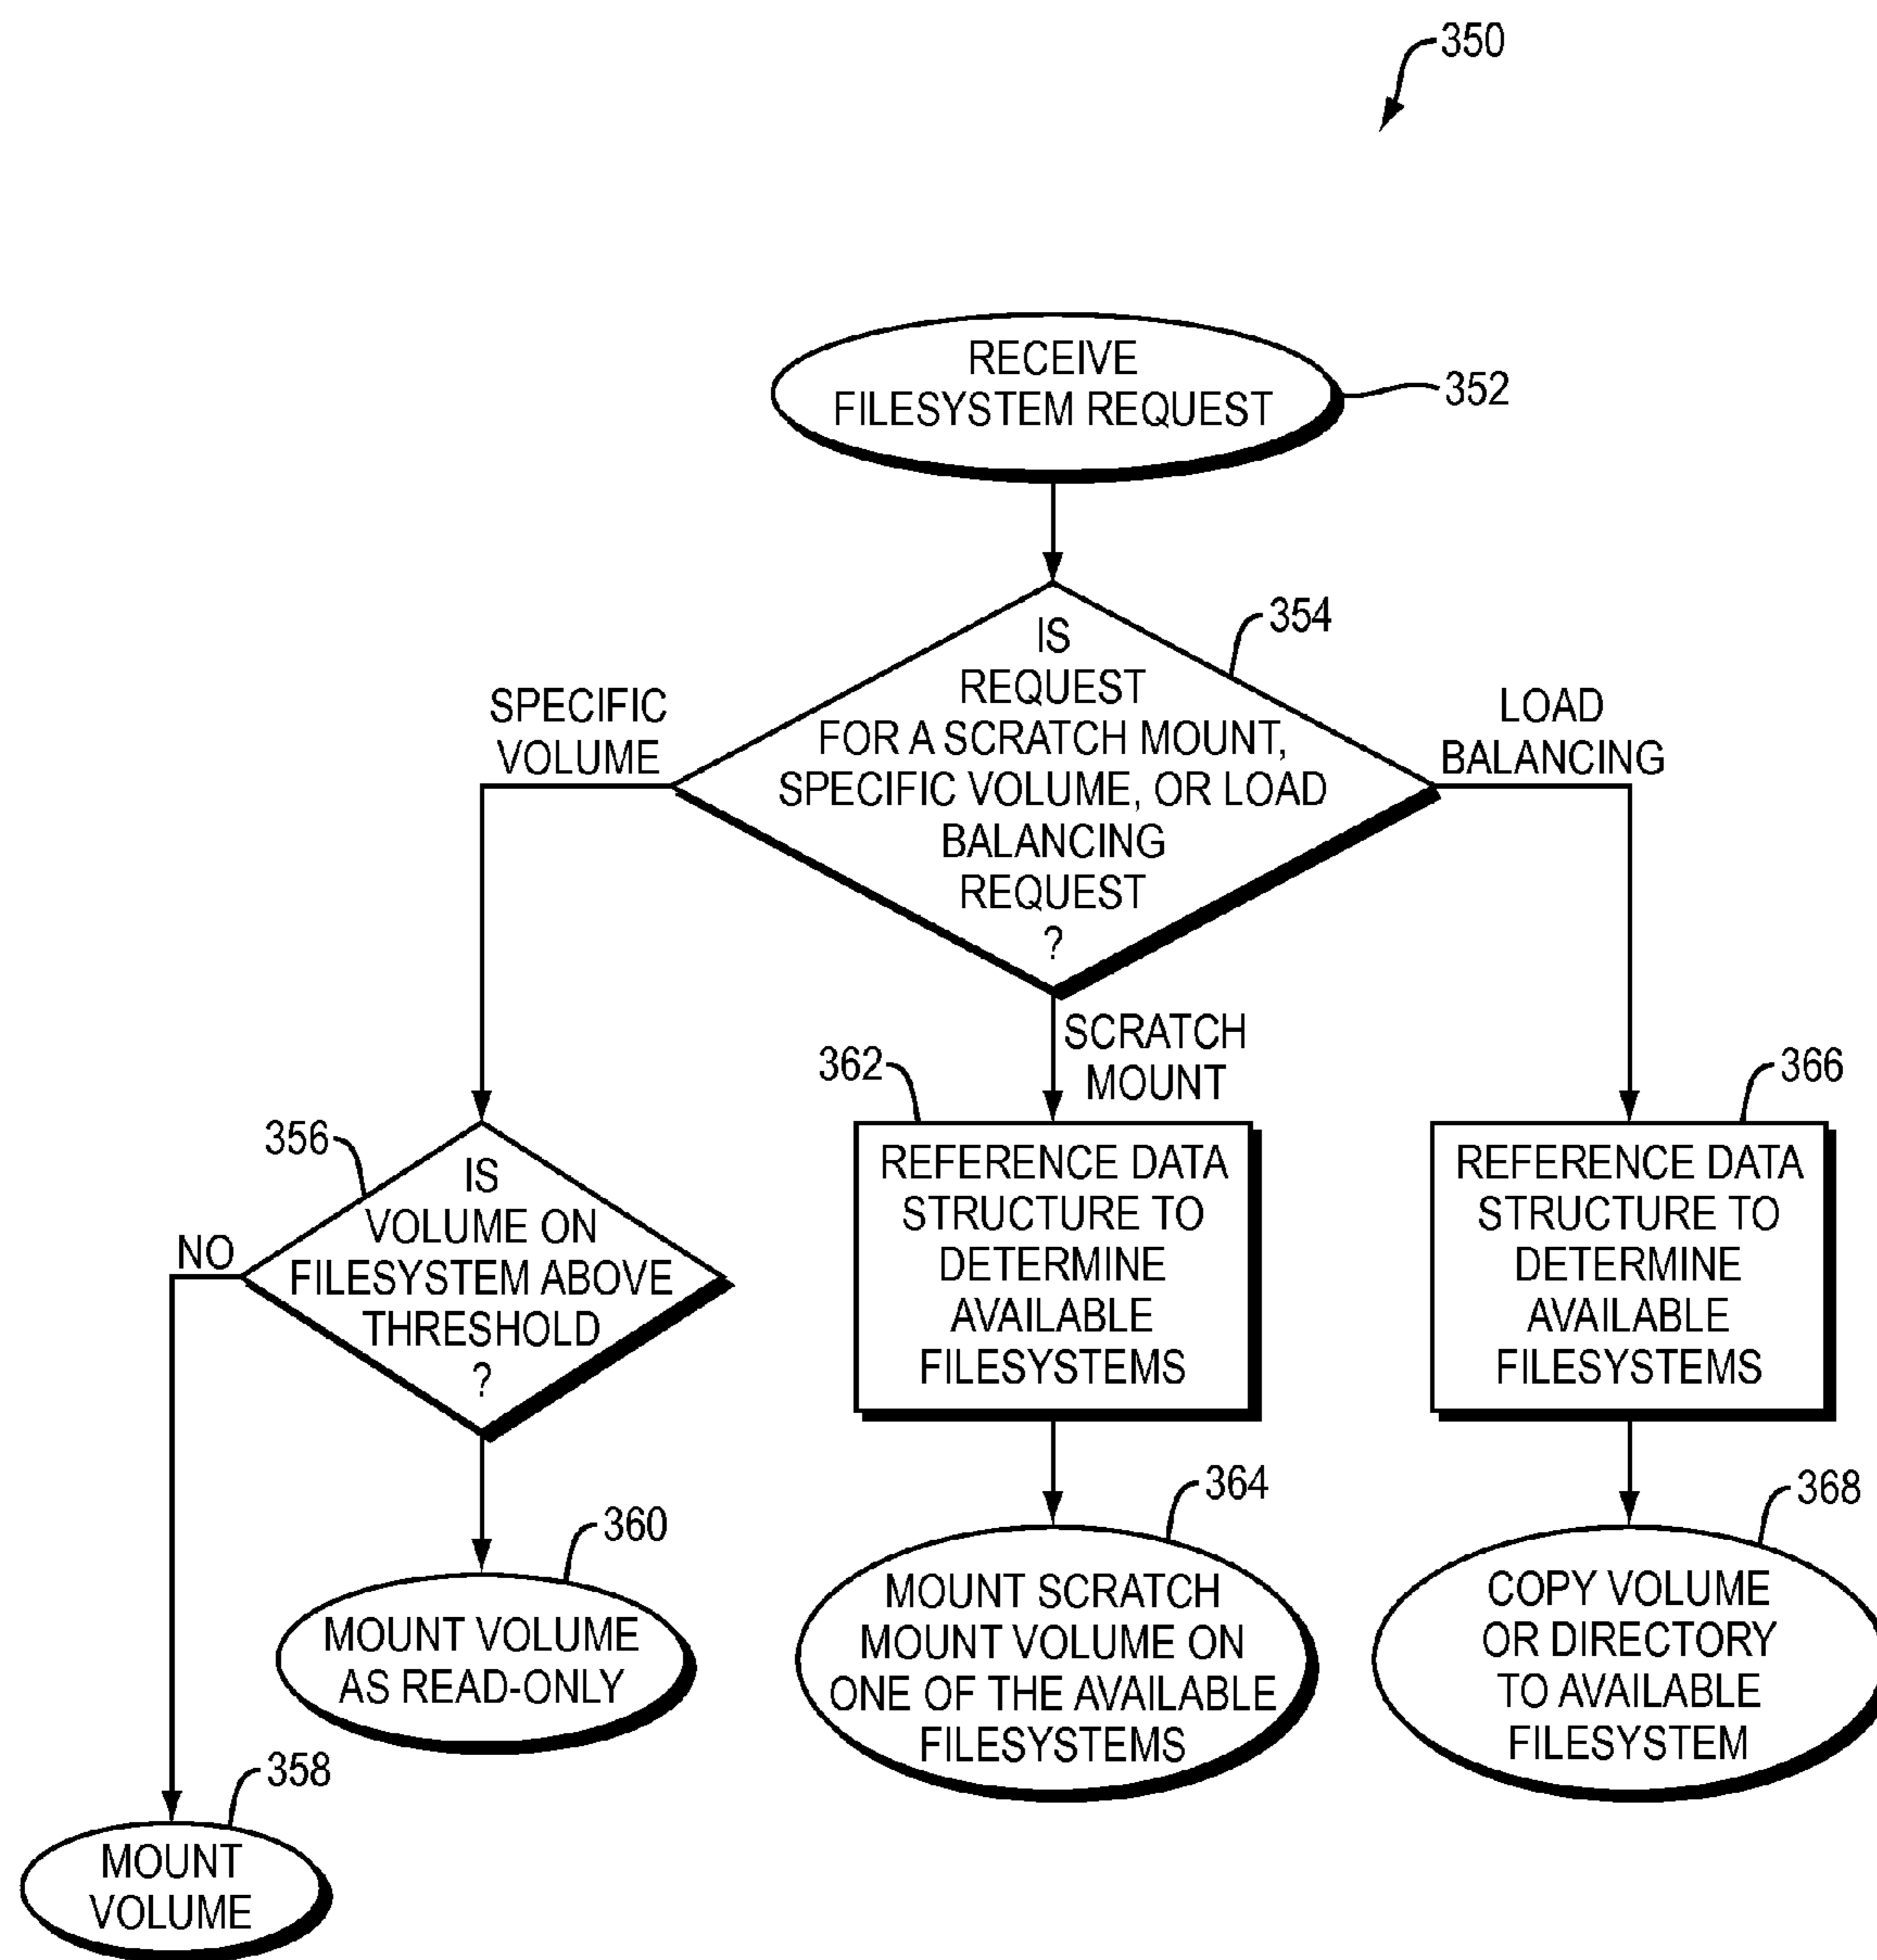 350
RECEIVE
FILESYSTEM REQUEST
352
IS
REQUEST
FOR A SCRATCH MOUNT,
SPECIFIC VOLUME, OR LOAD
BALANCING
REQUEST
?
354
SPECIFIC
VOLUME
LOAD
BALANCING
SCRATCH
MOUNT
356
IS
VOLUME ON
FILESYSTEM ABOVE
THRESHOLD
?
NO
362
REFERENCE DATA
STRUCTURE TO
DETERMINE
AVAILABLE
FILESYSTEMS
366
REFERENCE DATA
STRUCTURE TO
DETERMINE
AVAILABLE
FILESYSTEMS
360
MOUNT VOLUME
AS READ-ONLY
364
MOUNT SCRATCH
MOUNT VOLUME ON
ONE OF THE AVAILABLE
FILESYSTEMS
368
COPY VOLUME
OR DIRECTORY
TO AVAILABLE
FILESYSTEM
358
MOUNT
VOLUME